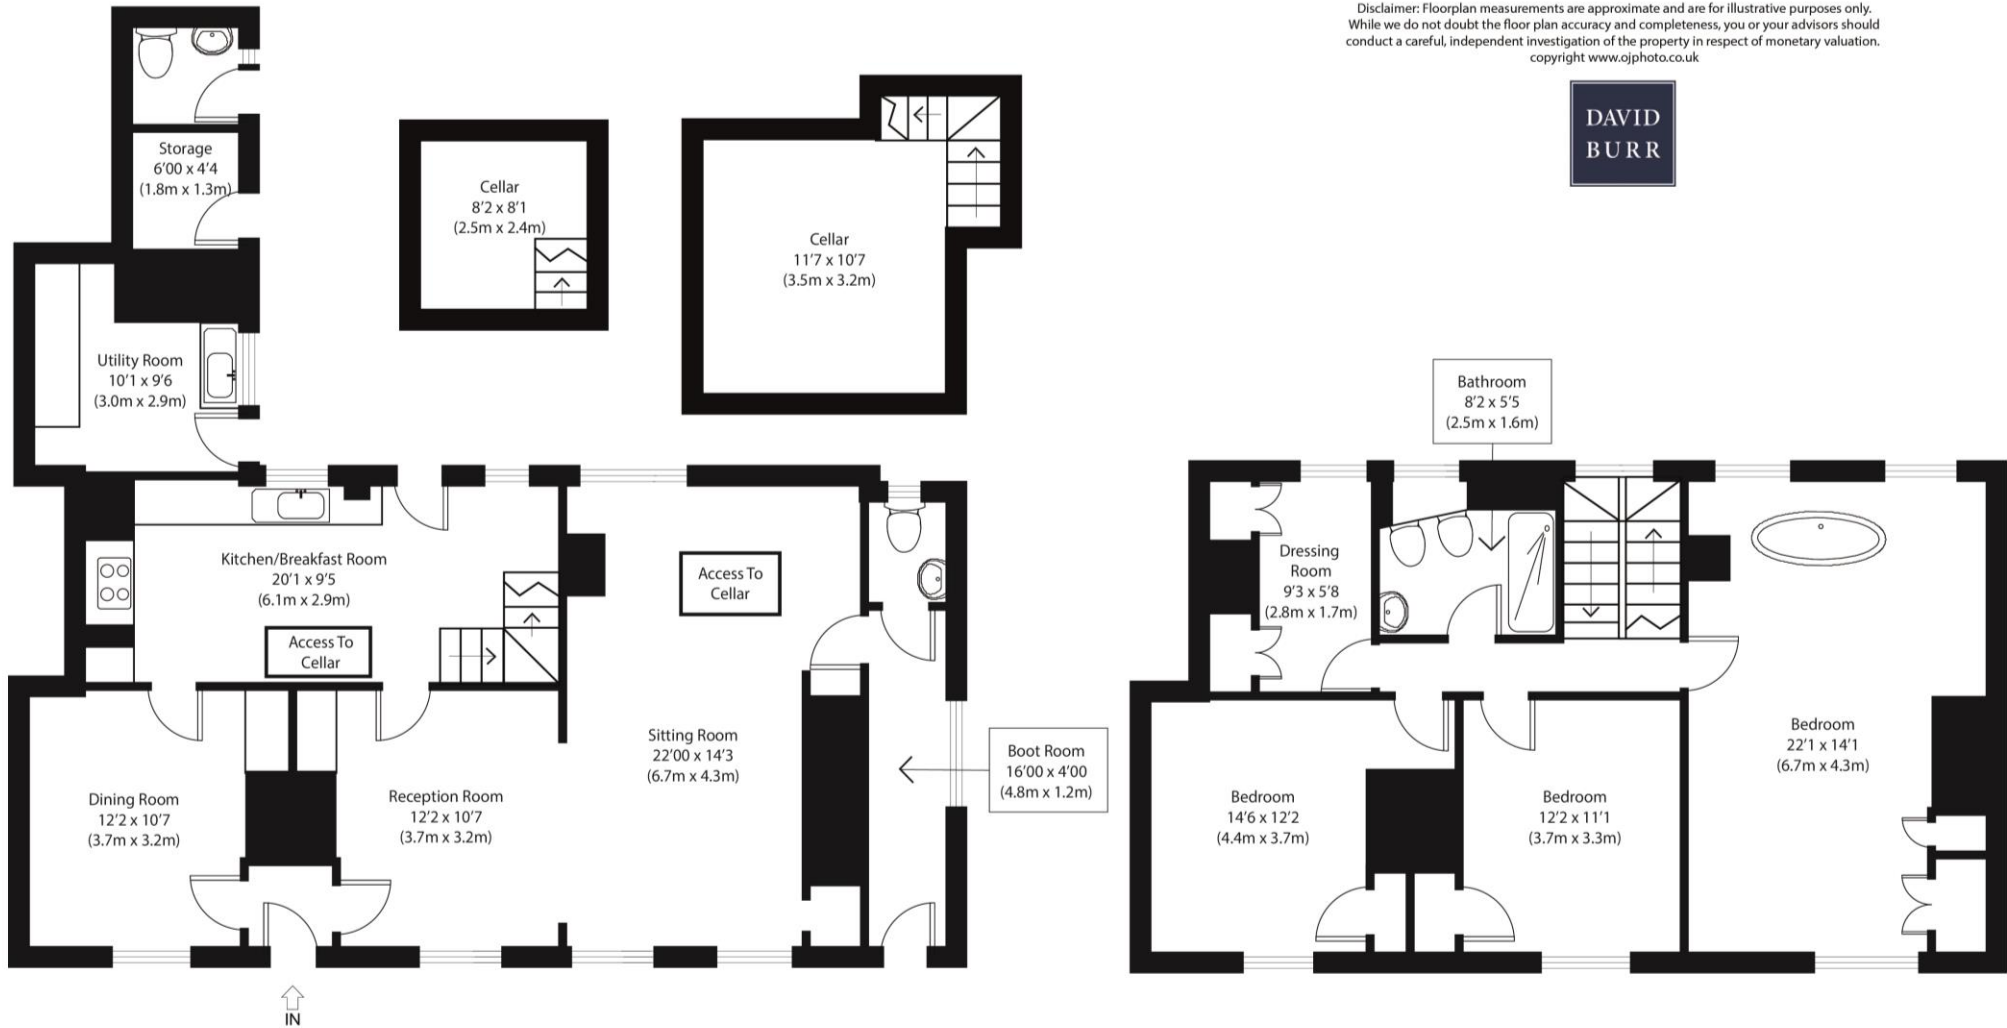 Disclaimer: Floorplan measurements are approximate and are for illustrative purposes only.
While we do not doubt the floor plan accuracy and completeness, you or your advisors should
conduct a careful, independent investigation of the property in respect of monetary valuation.
copyright www.ojphoto.co.uk
DAVID
BURR
Storage
6'00 x 4'4
(1.8m x 1.3m)
Cellar
8'2 x 8'1
(2.5m x 2.4m)
Cellar
11'7 x 10'7
(3.5m x 3.2m)
Utility Room
10'1 x 9'6
(3.0m x 2.9m)
Kitchen/Breakfast Room
20'1 x 9'5
(6.1m x 2.9m)
Access To
Cellar
Access To
Cellar
Sitting Room
22'00 x 14'3
(6.7m x 4.3m)
Boot Room
16'00 x 4'00
(4.8m x 1.2m)
Dining Room
12'2 x 10'7
(3.7m x 3.2m)
Reception Room
12'2 x 10'7
(3.7m x 3.2m)
IN
Bathroom
8'2 x 5'5
(2.5m x 1.6m)
Dressing
Room
9'3 x 5'8
(2.8m x 1.7m)
Bedroom
22'1 x 14'1
(6.7m x 4.3m)
Bedroom
14'6 x 12'2
(4.4m x 3.7m)
Bedroom
12'2 x 11'1
(3.7m x 3.3m)